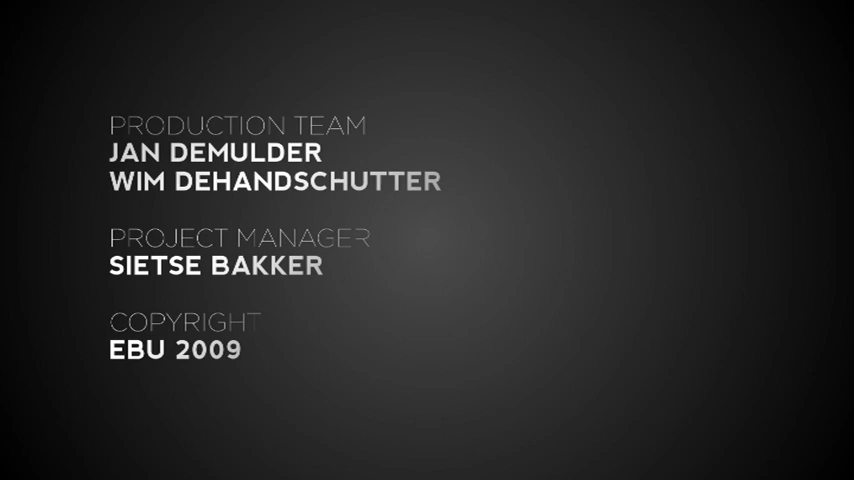 PRODUCTION TEAM
JAN DEMULDER
WIM DEHANDSCHUTTER
PROJECT MANAGER
SIETSE BAKKER
COPYRIGHT
EBU 2009